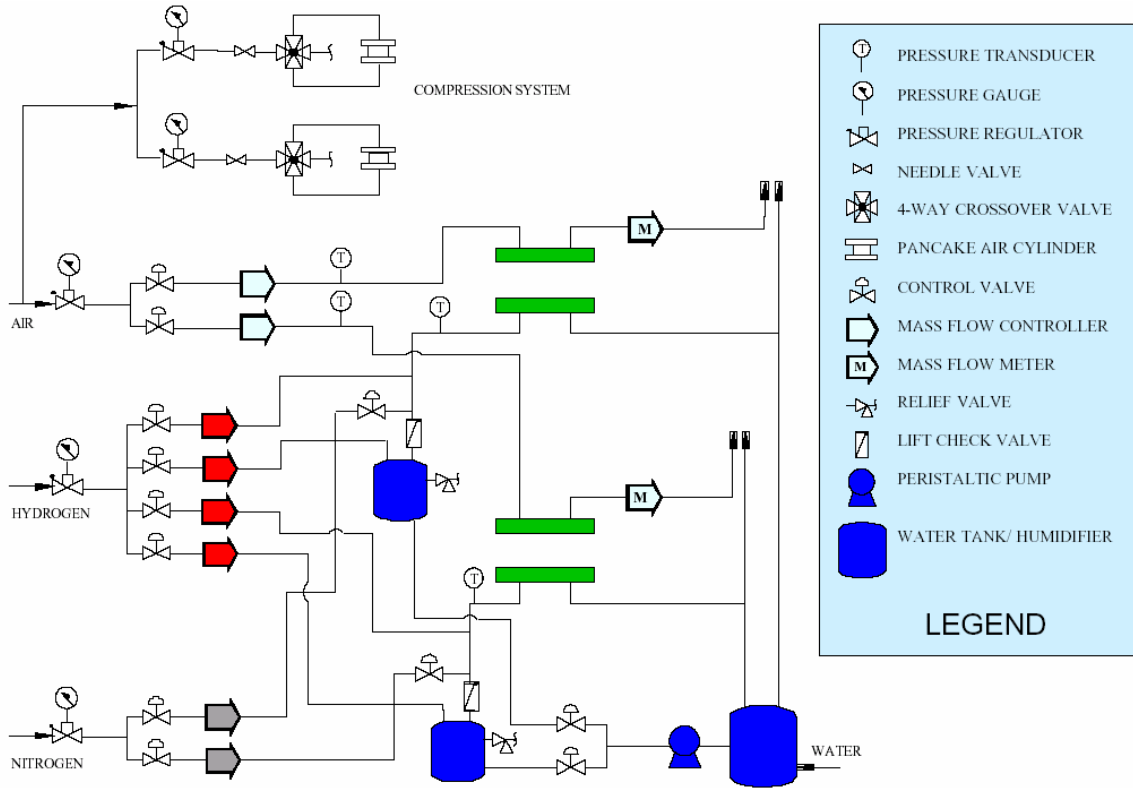 COMPRESSION SYSTEM
M
T
T
T
AIR
HYDROGEN
M
T
NITROGEN
WATER
T PRESSURE TRANSDUCER
PRESSURE GAUGE
PRESSURE REGULATOR
NEEDLE VALVE
4-WAY CROSSOVER VALVE
PANCAKE AIR CYLINDER
CONTROL VALVE
MASS FLOW CONTROLLER
M MASS FLOW METER
RELIEF VALVE
LIFT CHECK VALVE
PERISTALTIC PUMP
WATER TANK/ HUMIDIFIER
LEGEND